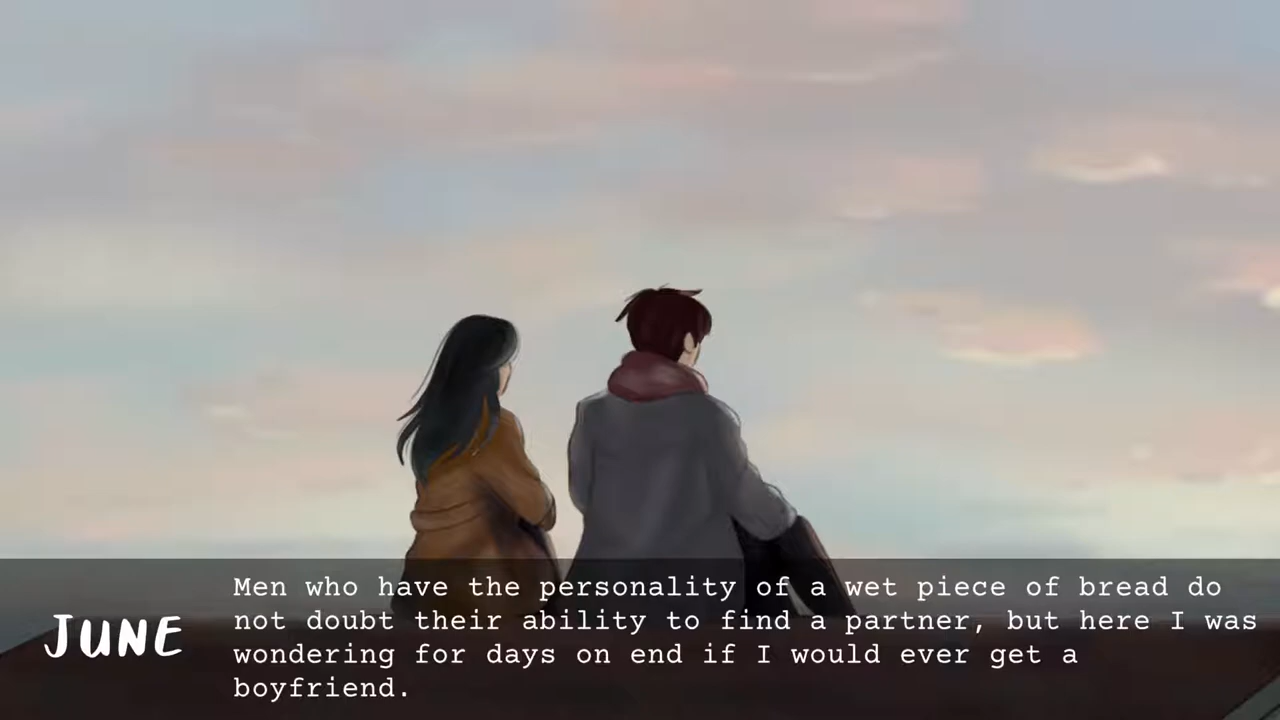 JUNE
Men who have the personality of a wet piece of bread do
not doubt their ability to find a partner, but here I was
wondering for days on end if I would ever get a
boyfriend.